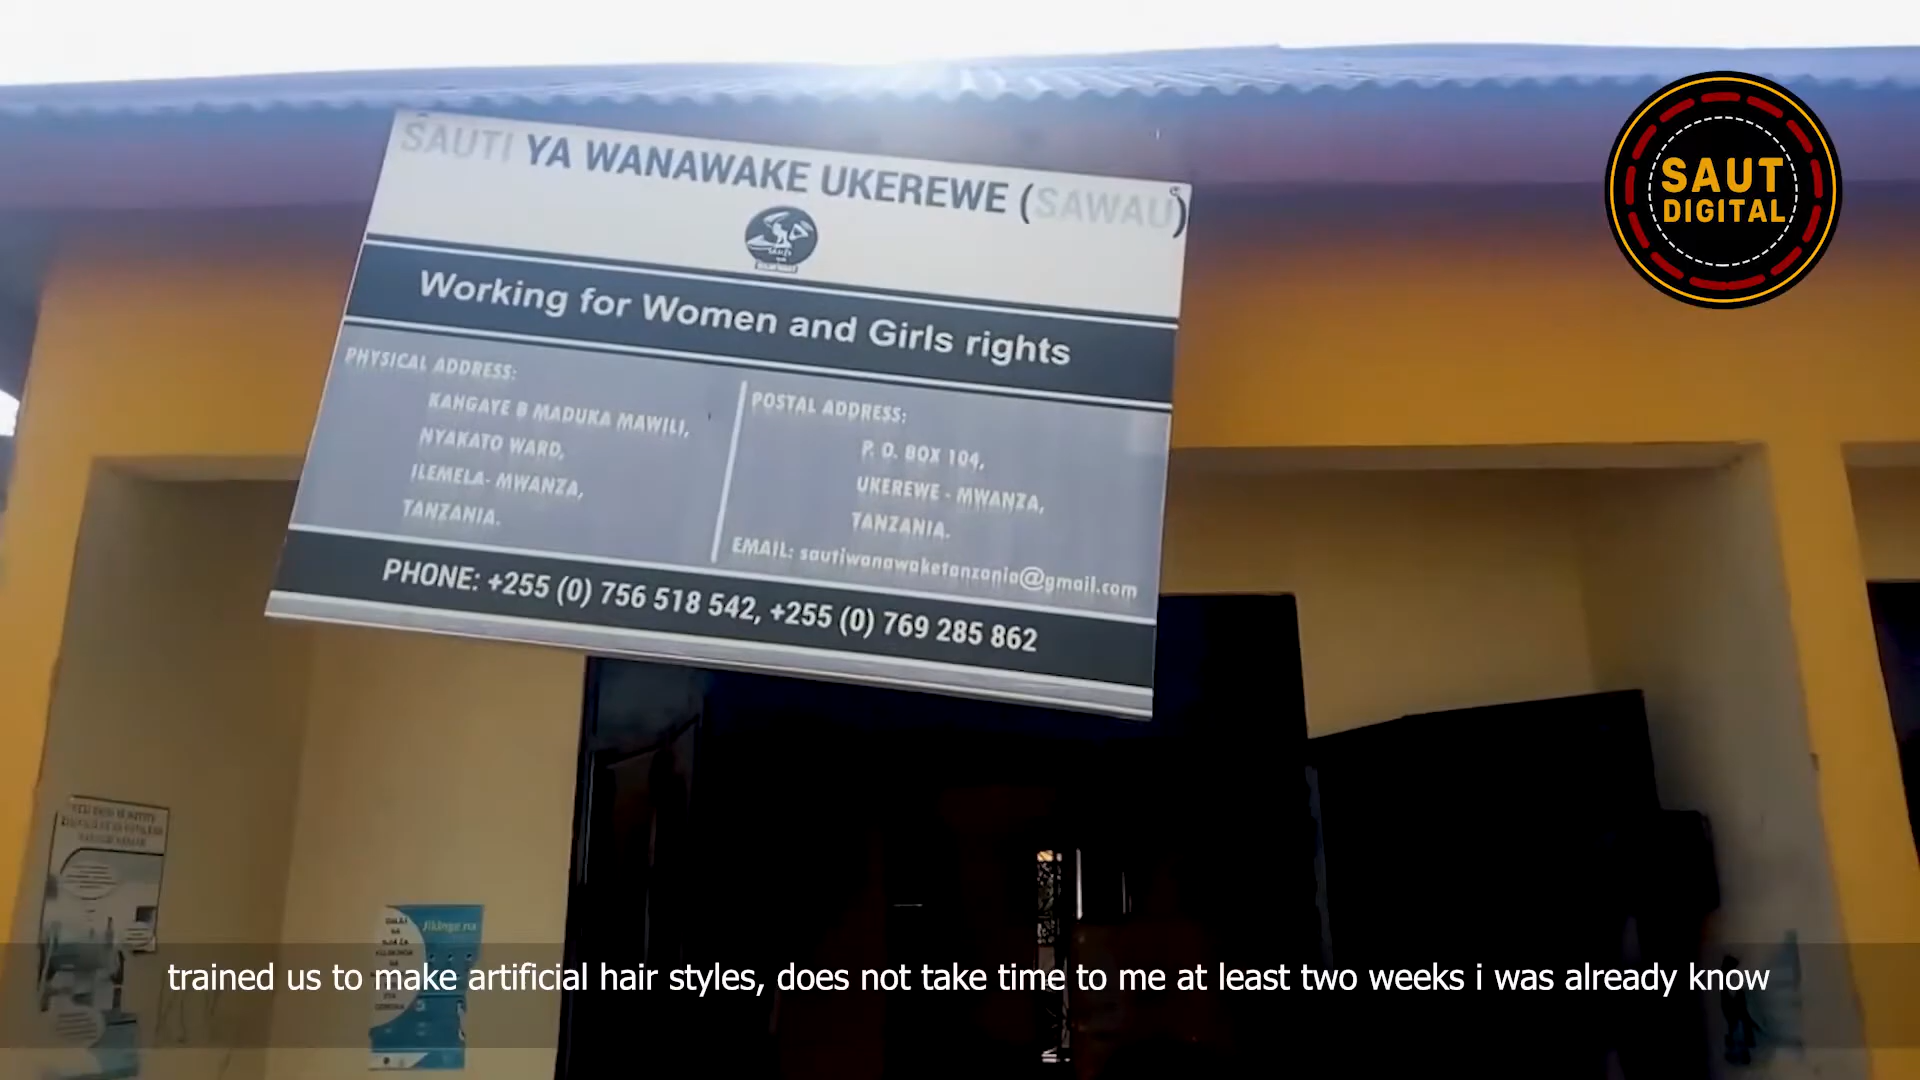 SAUTI YA WANAWAKE UKEREWE (SAWAU)
Working for Women and Girls rights
PHYSICAL ADDRESS:
KANGAYE B MADUKA MAWILI,
NYAKATO WARD,
ILEMELA- MWANZA,
TANZANIA.
POSTAL ADDRESS:
P. O. BOX 104,
UKEREWE - MWANZA,
TANZANIA.
EMAIL: sautiwanawaketanzania@gmail.com
PHONE: +255 (0) 756 518 542, +255 (0) 769 285 862
SAUT
DIGITAL
Jikinge na
trained us to make artificial hair styles, does not take time to me at least two weeks i was already know